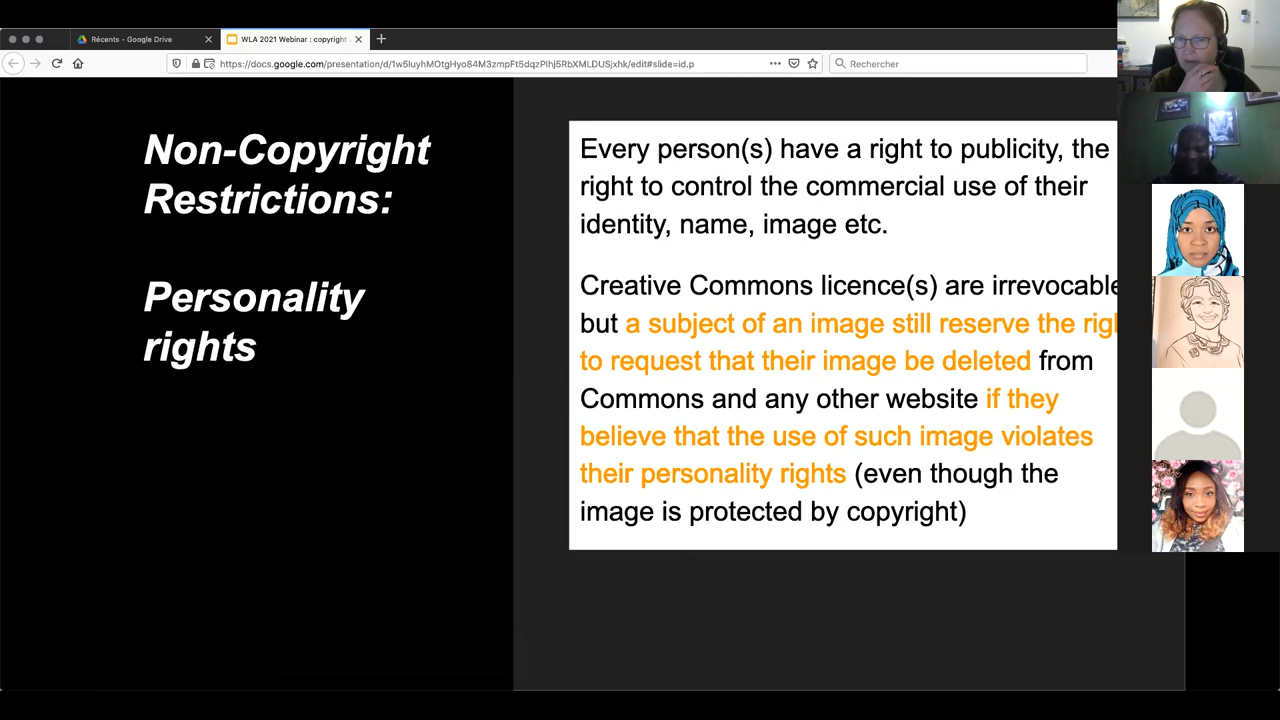 Récents - Google Drive
WLA 2021 Webinar : copyright
https://docs.google.com/presentation/d/1w5IuyhMOtgHyo84M3zmpFt5dqzPlhj5RbXMLDUSjxhk/edit#slide=id.p
Rechercher
Non-Copyright
Restrictions:
Personality
rights
Every person(s) have a right to publicity, the
right to control the commercial use of their
identity, name, image etc.
Creative Commons licence(s) are irrevocable
but a subject of an image still reserve the righ
to request that their image be deleted from
Commons and any other website if they
believe that the use of such image violates
their personality rights (even though the
image is protected by copyright)